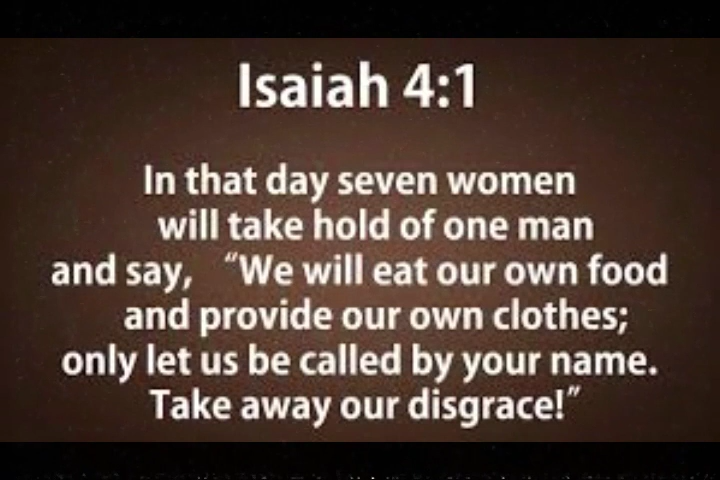 Isaiah 4:1
In that day seven women
will take hold of one man
and say, “We will eat our own food
and provide our own clothes;
only let us be called by your name.
Take away our disgrace!”